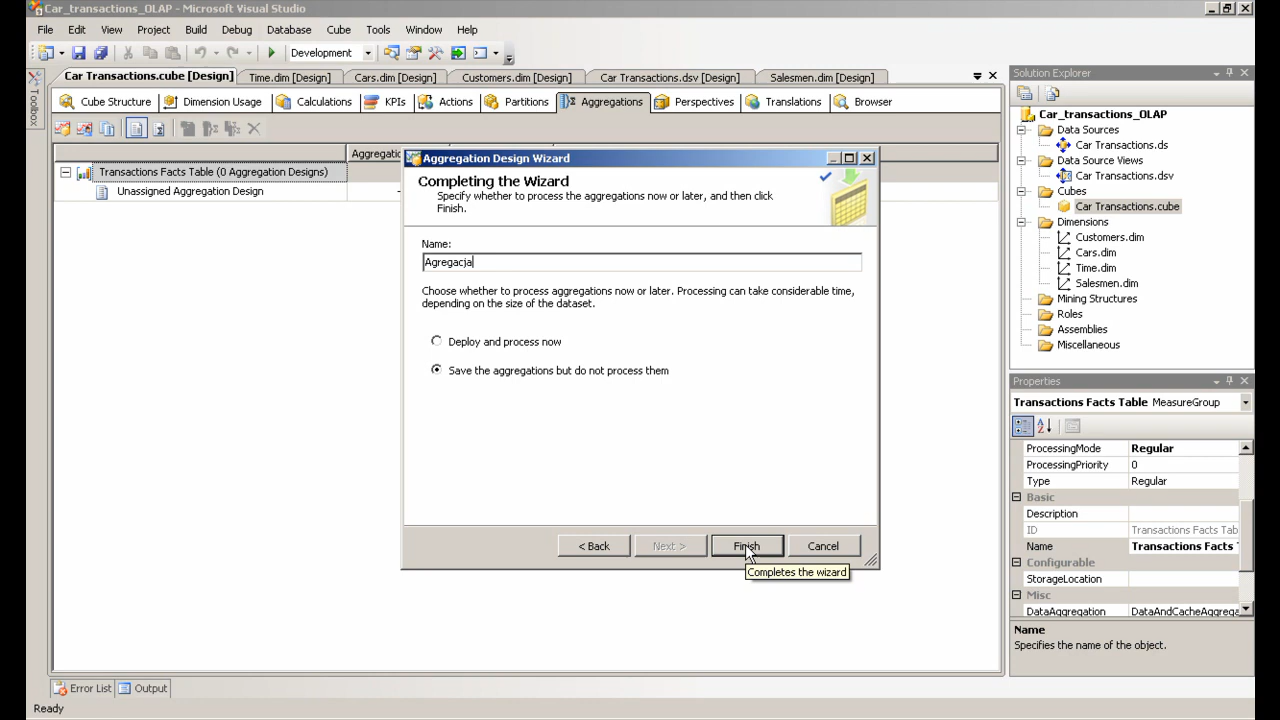 Car_transactions_OLAP - Microsoft Visual Studio
File Edit View Project Build Debug Database Cube Tools Window Help
Development
Toolbox
Car Transactions.cube [Design] Time.dim [Design] Cars.dim [Design] Customers.dim [Design] Car Transactions.dsv [Design] Salesmen.dim [Design]
Cube Structure Dimension Usage Calculations KPIs Actions Partitions Aggregations Perspectives Translations Browser
Aggregatio
Transactions Facts Table (0 Aggregation Designs)
Unassigned Aggregation Design
Aggregation Design Wizard
Completing the Wizard
Specify whether to process the aggregations now or later, and then click
Finish.
Name:
Agregacja
Choose whether to process aggregations now or later. Processing can take considerable time,
depending on the size of the dataset.
Deploy and process now
Save the aggregations but do not process them
< Back Next > Finish Cancel
Completes the wizard
Solution Explorer
Car_transactions_OLAP
Data Sources
Car Transactions.ds
Data Source Views
Car Transactions.dsv
Cubes
Car Transactions.cube
Dimensions
Customers.dim
Cars.dim
Time.dim
Salesmen.dim
Mining Structures
Roles
Assemblies
Miscellaneous
Properties
Transactions Facts Table MeasureGroup
ProcessingMode Regular
ProcessingPriority 0
Type Regular
Basic
Description
ID Transactions Facts Tab
Name Transactions Facts T
Configurable
StorageLocation
Misc
DataAggregation DataAndCacheAggrega
Name
Specifies the name of the object.
Error List Output
Ready